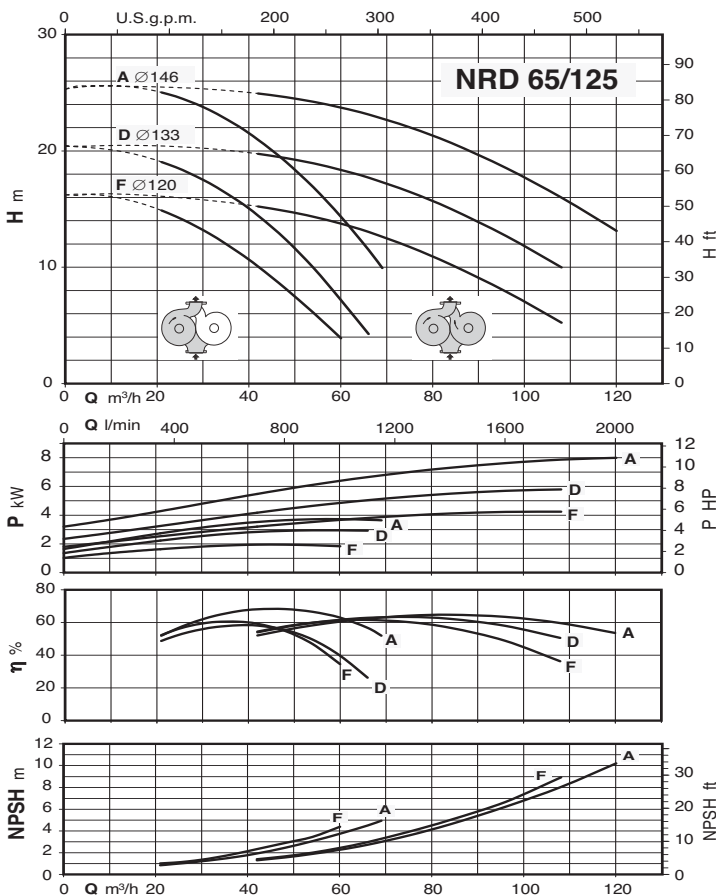 0 U.S.g.p.m. 100 200 300 400 500
NRD 65/125
30
20
10
0
H m
A ∅146
D ∅133
F ∅120
90
80
70
60
50
40
30
20
10
0
H ft
0 Q m³/h 20 40 60 80 100 120
0 Q l/min 400 800 1200 1600 2000
8
6
4
2
0
P kW
A
D
F
A
D
F
12
10
8
6
4
2
0
P HP
80
60
40
20
0
η %
A
F
D
A
D
F
12
10
8
6
4
2
0
NPSH m
F
A
F
A
30
20
10
0
NPSH ft
0 Q m³/h 20 40 60 80 100 120